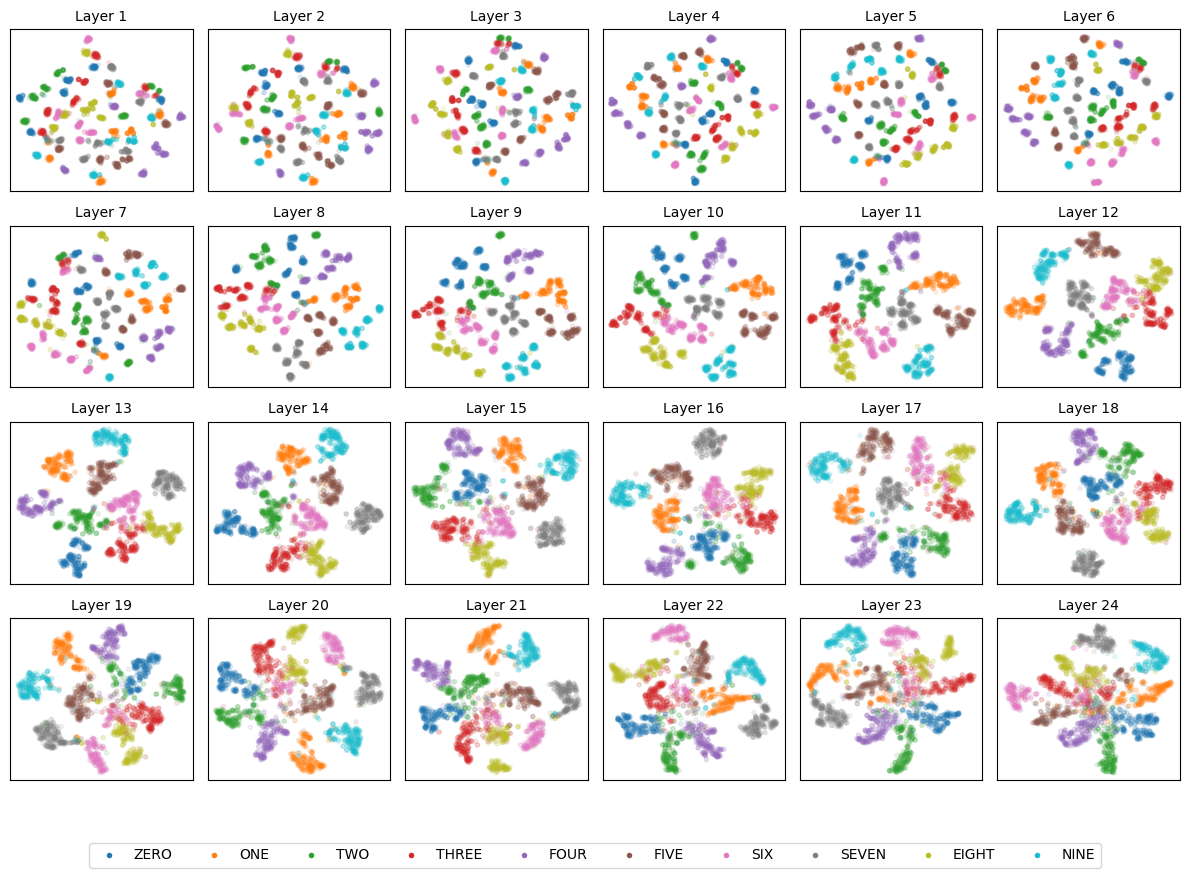 Layer 1 Layer 2 Layer 3 Layer 4 Layer 5 Layer 6
Layer 7 Layer 8 Layer 9 Layer 10 Layer 11 Layer 12
Layer 13 Layer 14 Layer 15 Layer 16 Layer 17 Layer 18
Layer 19 Layer 20 Layer 21 Layer 22 Layer 23 Layer 24
ZERO ONE TWO THREE FOUR FIVE SIX SEVEN EIGHT NINE